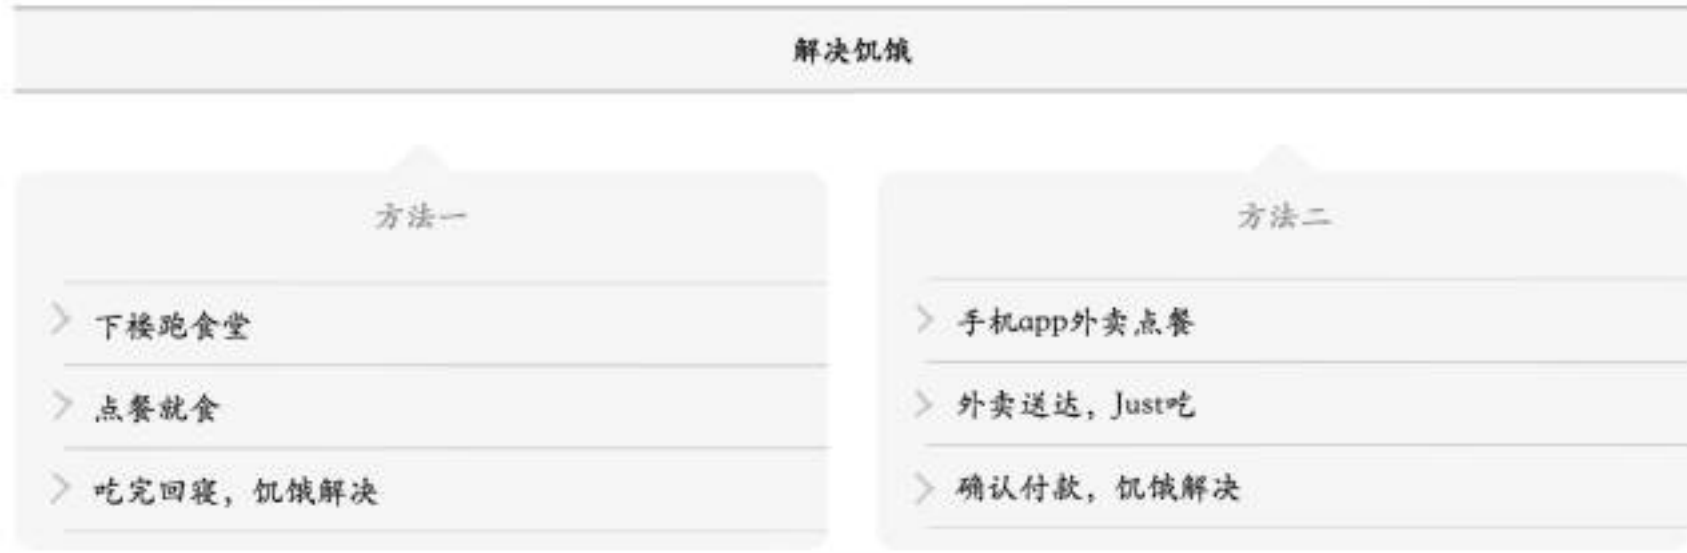 解决饥饿
方法一
下楼跑食堂
点餐就食
吃完回寝，饥饿解决
方法二
手机app外卖点餐
外卖送达，Just吃
确认付款，饥饿解决